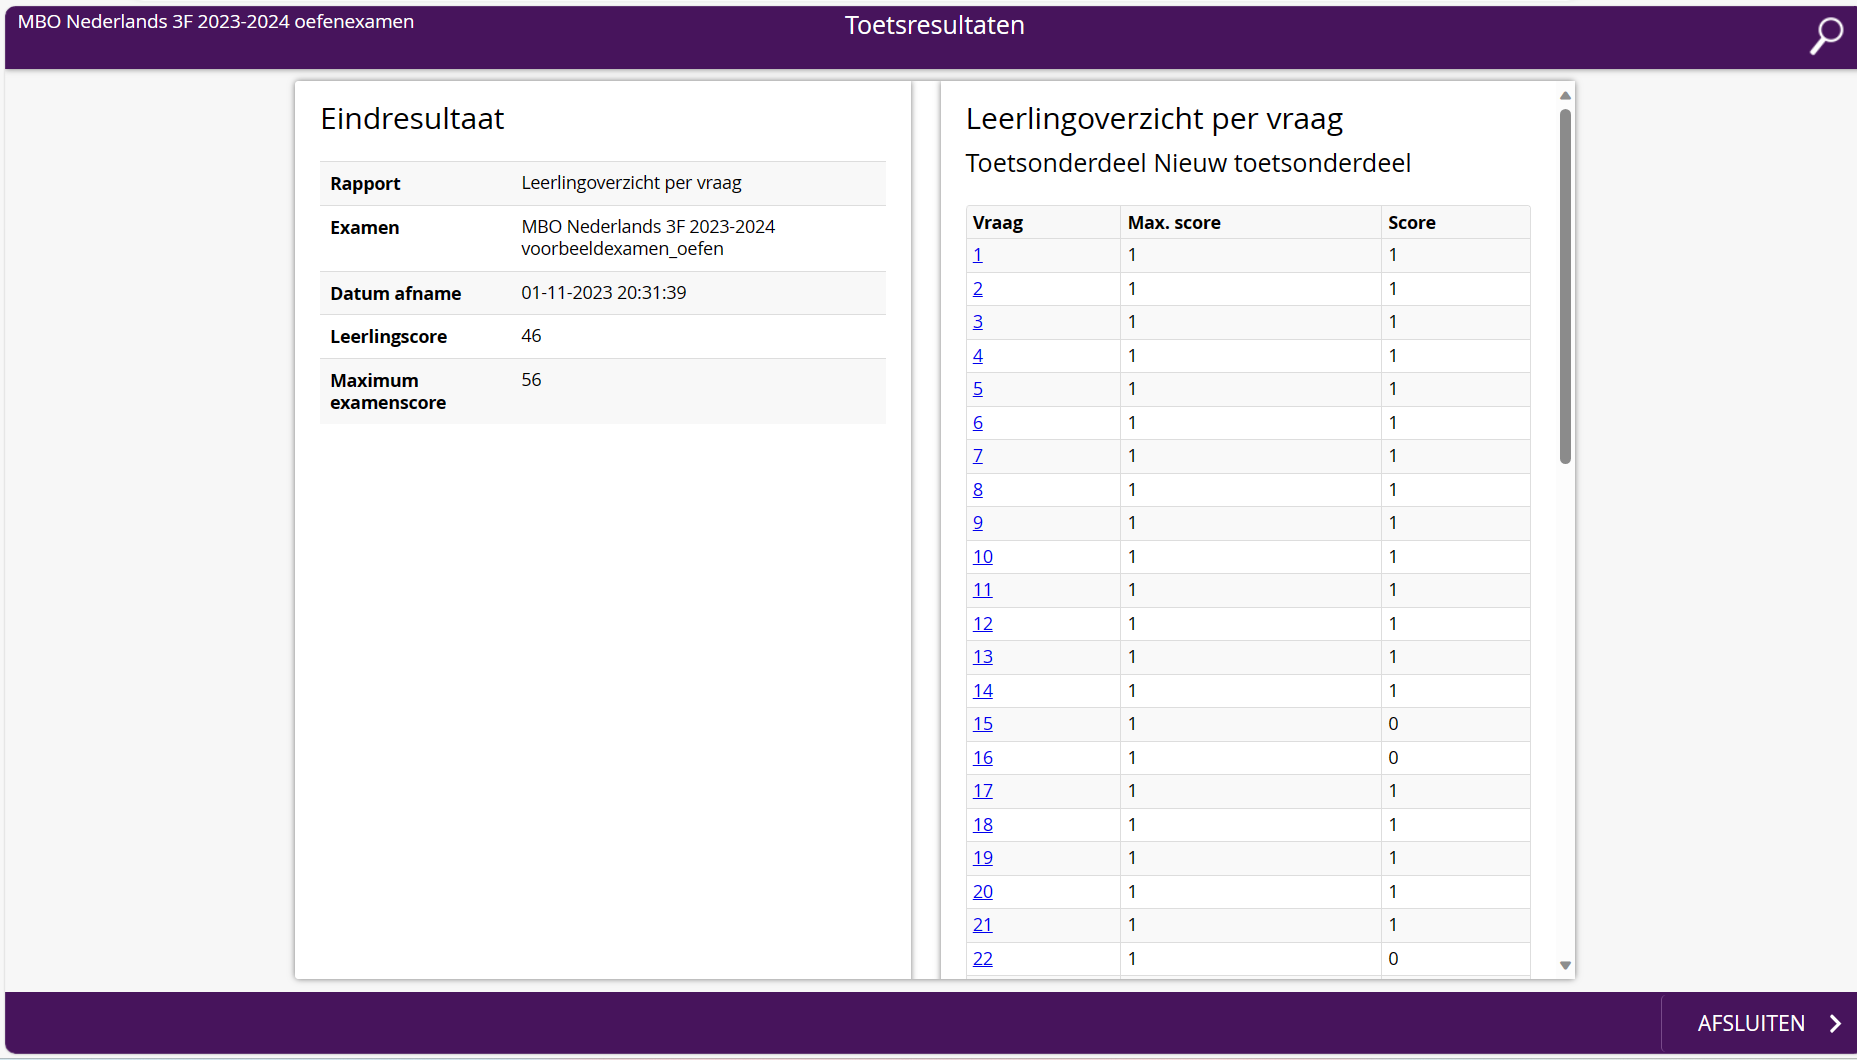 MBO Nederlands 3F 2023-2024 oefenexamen
Toetsresultaten
Eindresultaat
Rapport Leerlingoverzicht per vraag
Examen MBO Nederlands 3F 2023-2024
voorbeeldexamen_oefen
Datum afname 01-11-2023 20:31:39
Leerlingscore 46
Maximum 56
examenscore
Leerlingoverzicht per vraag
Toetsonderdeel Nieuw toetsonderdeel
Vraag Max. score Score
1 1 1
2 1 1
3 1 1
4 1 1
5 1 1
6 1 1
7 1 1
8 1 1
9 1 1
10 1 1
11 1 1
12 1 1
13 1 1
14 1 1
15 1 0
16 1 0
17 1 1
18 1 1
19 1 1
20 1 1
21 1 1
22 1 0
AFSLUITEN